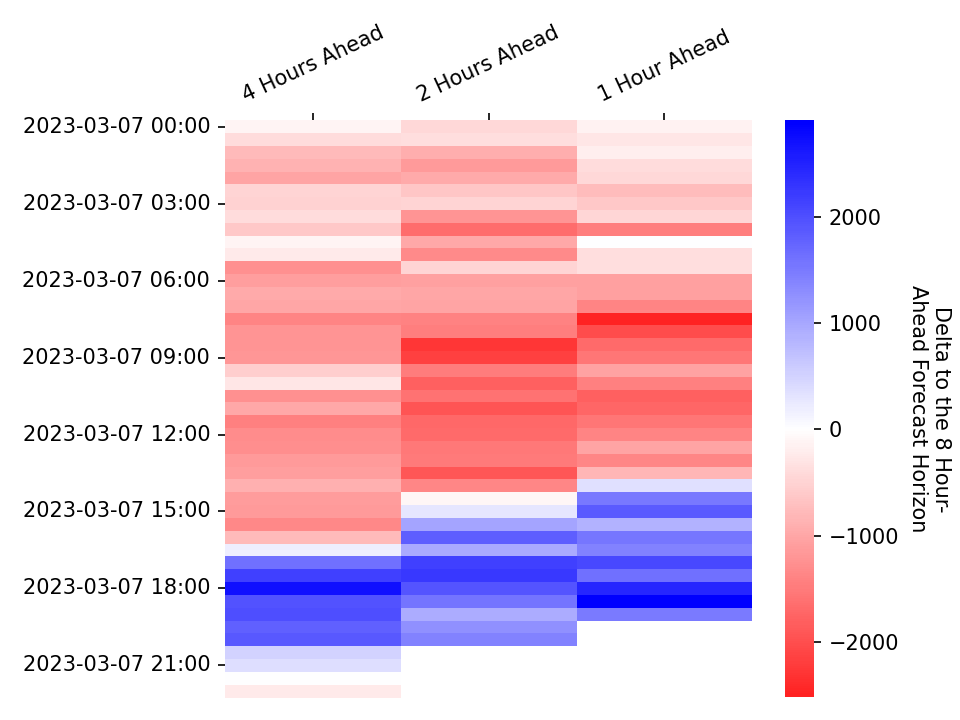 4 Hours Ahead
2 Hours Ahead
1 Hour Ahead
2023-03-07 00:00
2023-03-07 03:00
2023-03-07 06:00
2023-03-07 09:00
2023-03-07 12:00
2023-03-07 15:00
2023-03-07 18:00
2023-03-07 21:00
2000
1000
0
−1000
−2000
Delta to the 8 Hour-
Ahead Forecast Horizon